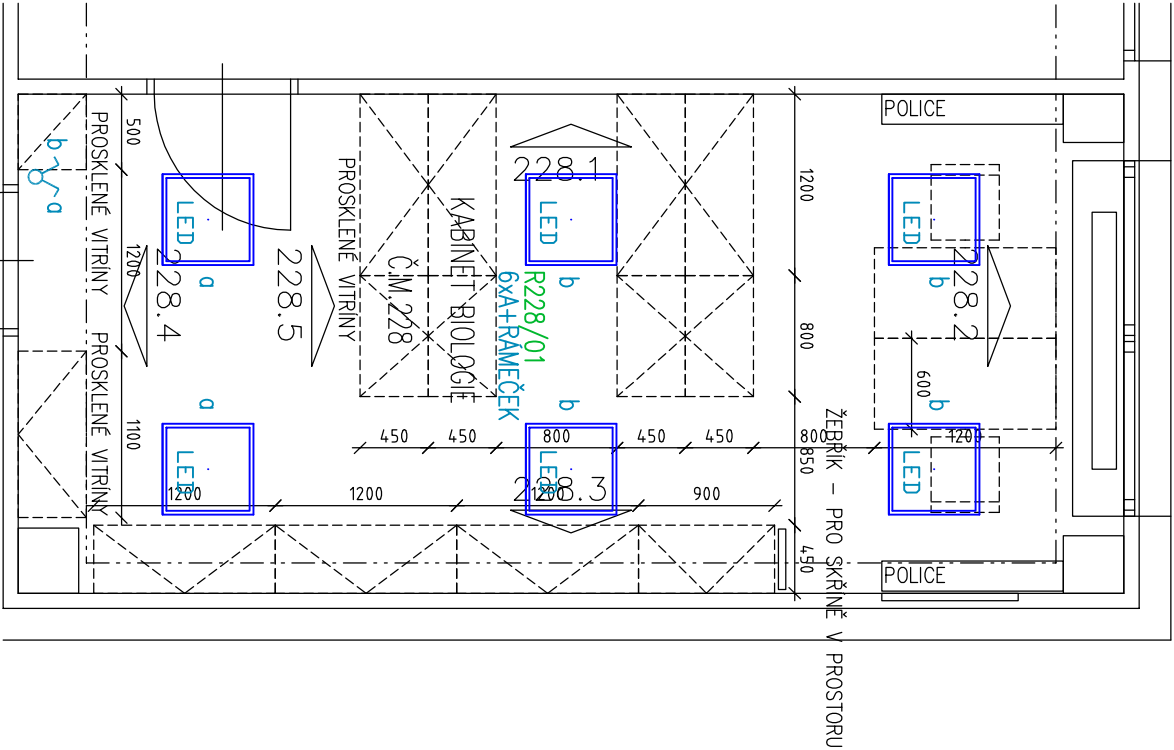 POLICE
PROSKLENÉ VITRÍNY
500
b
a
LED
1200
228.4
a
228.5
PROSKLENÉ VITRÍNY
KABINET BIOLOGIE
Č.M.228
228.1
LED
b
R228/01
6xA+RÁMEČEK
1200
800
LED
b
228.2
600
PROSKLENÉ VITRÍNY
1100
a
LED
b
LED
b
LED
450
450
800
450
450
800
1200
850
1200
1200
1200
900
228.3
450
ŽEBŘÍK - PRO SKŘÍNĚ V PROSTORU
POLICE